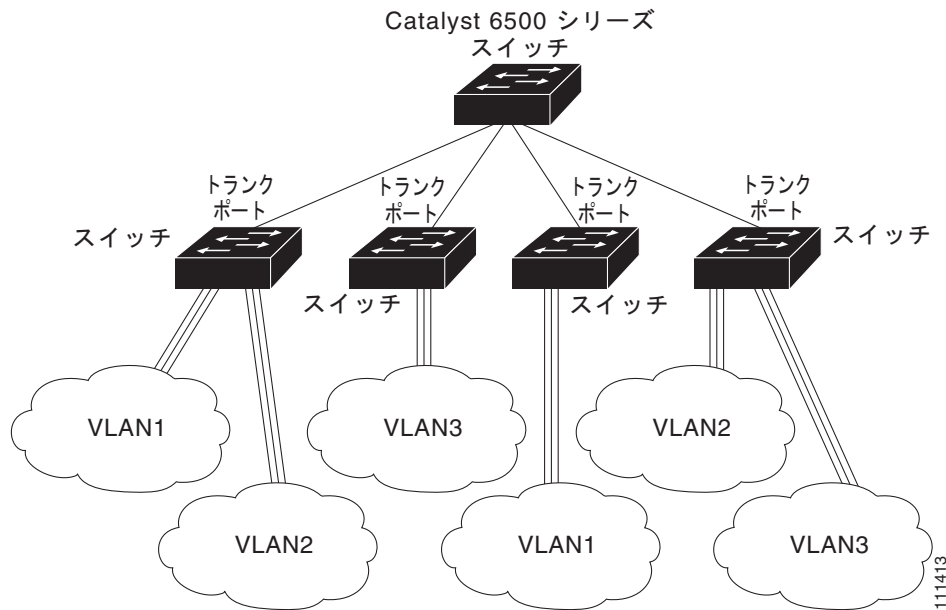 Catalyst 6500 シリーズ
スイッチ
トランク
ポート
トランク
ポート
トランク
ポート
トランク
ポート
スイッチ
スイッチ
スイッチ
スイッチ
VLAN1
VLAN3
VLAN2
VLAN2
VLAN1
VLAN3
111413